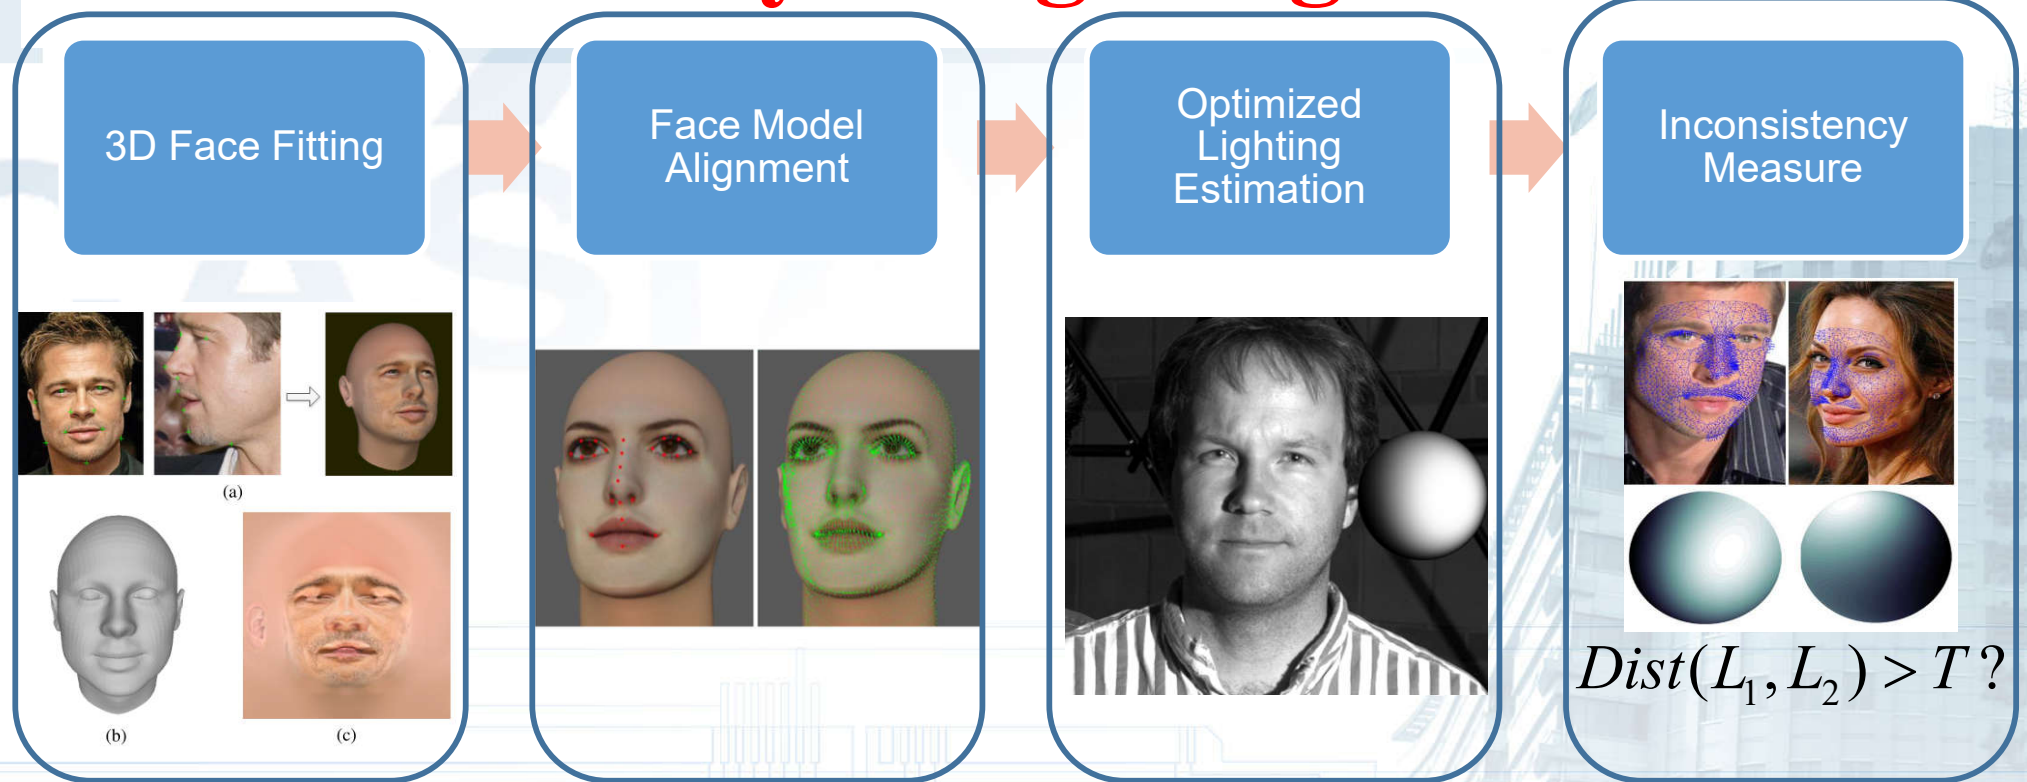 3D Face Fitting
Face Model
Alignment
Optimized
Lighting
Estimation
Inconsistency
Measure
(a)
(b)
(c)
Dist(L₁, L₂) > T ?